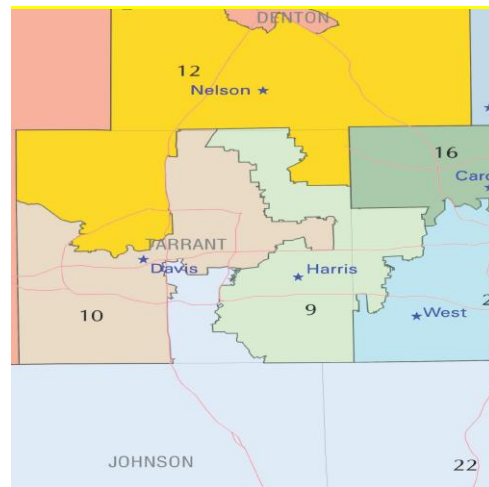 DENTON
12
Nelson
16
TARRANT
Davis
Harris
10
9
West
JOHNSON
22